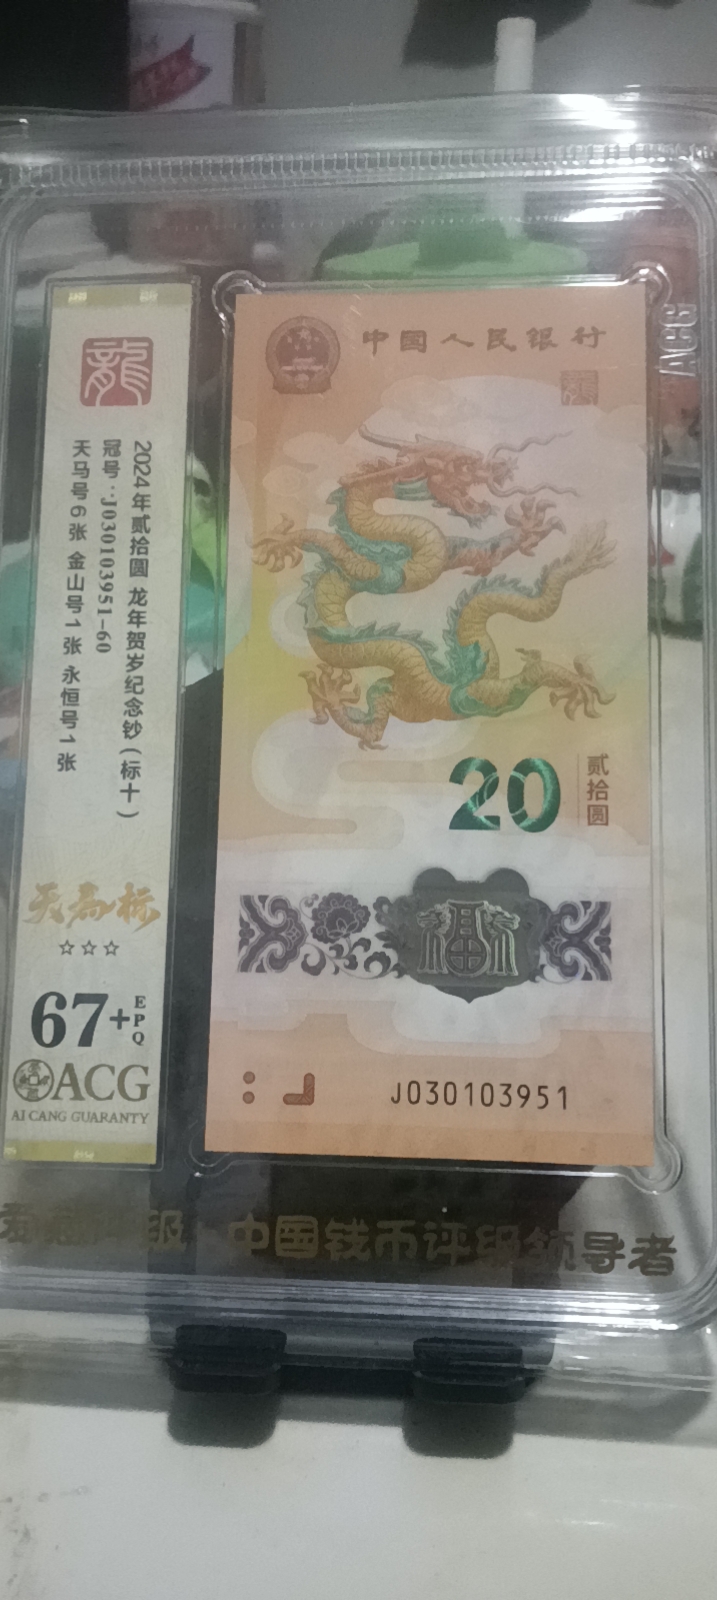 ACG
龍
2024年贰拾圆 龙年贺岁纪念钞(标十)
冠号:J030103951-60
天马号6张 金山号1张 永恒号1张
天马标
☆☆☆
67+EPQ
ACG
AI CANG GUARANTY
中国人民银行
龍
20 贰拾圆
福
J030103951
中国钱币评级领导者